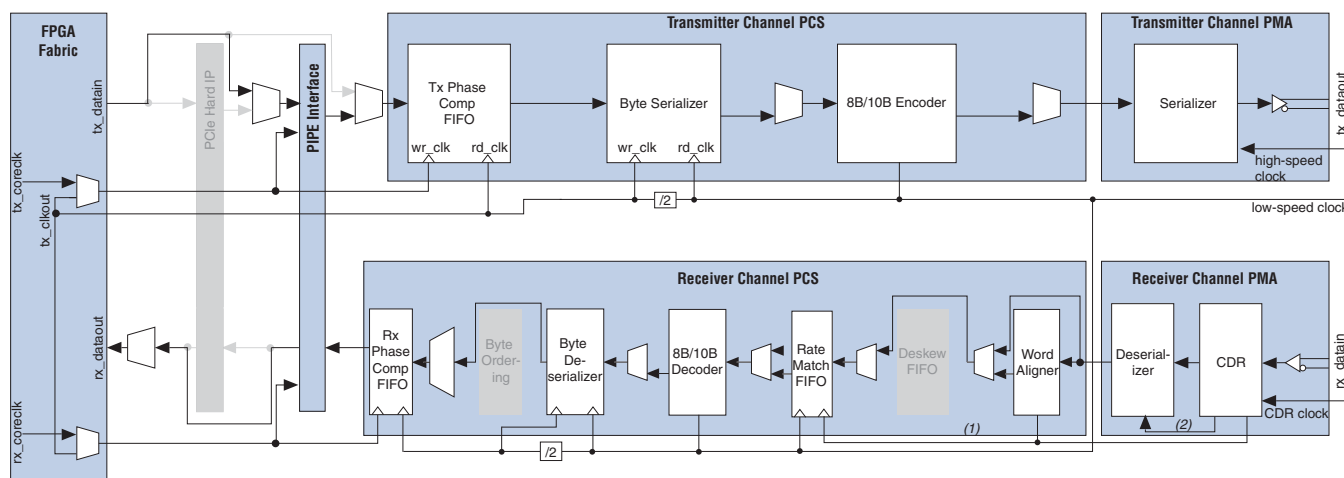 FPGA
Fabric
tx_datain
tx_coreclk
tx_clkout
rx_dataout
rx_coreclk
PCIe Hard IP
PIPE Interface
Transmitter Channel PCS
Tx Phase
Comp
FIFO
wr_clk
rd_clk
Byte Serializer
wr_clk
rd_clk
8B/10B Encoder
/2
Transmitter Channel PMA
Serializer
tx_dataout
high-speed
clock
low-speed clock
Receiver Channel PCS
Rx
Phase
Comp
FIFO
Byte
Order-
ing
Byte
De-
serializer
8B/10B
Decoder
Rate
Match
FIFO
Deskew
FIFO
Word
Aligner
(1)
/2
Receiver Channel PMA
Deserial-
izer
CDR
(2)
rx_datain
CDR clock